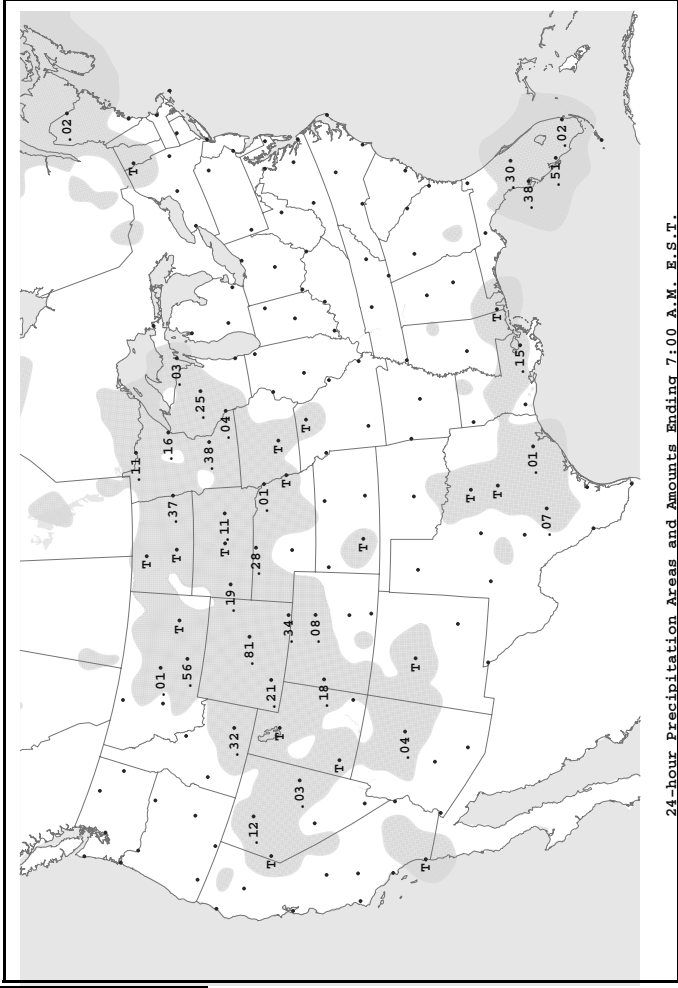 .02
T
.11
T
.01
.16
.37
.03
T
T
.56
.25
.38
T
.11
.04
.19
.32
.81
.12
.28
.01
T
.21
T
T
T
.34
.03
T
.08
.18
T
T
.04
T
T
T
T
T
.30
.15
.38
.01
.07
.51
.02
24-hour Precipitation Areas and Amounts Ending 7:00 A.M. E.S.T.